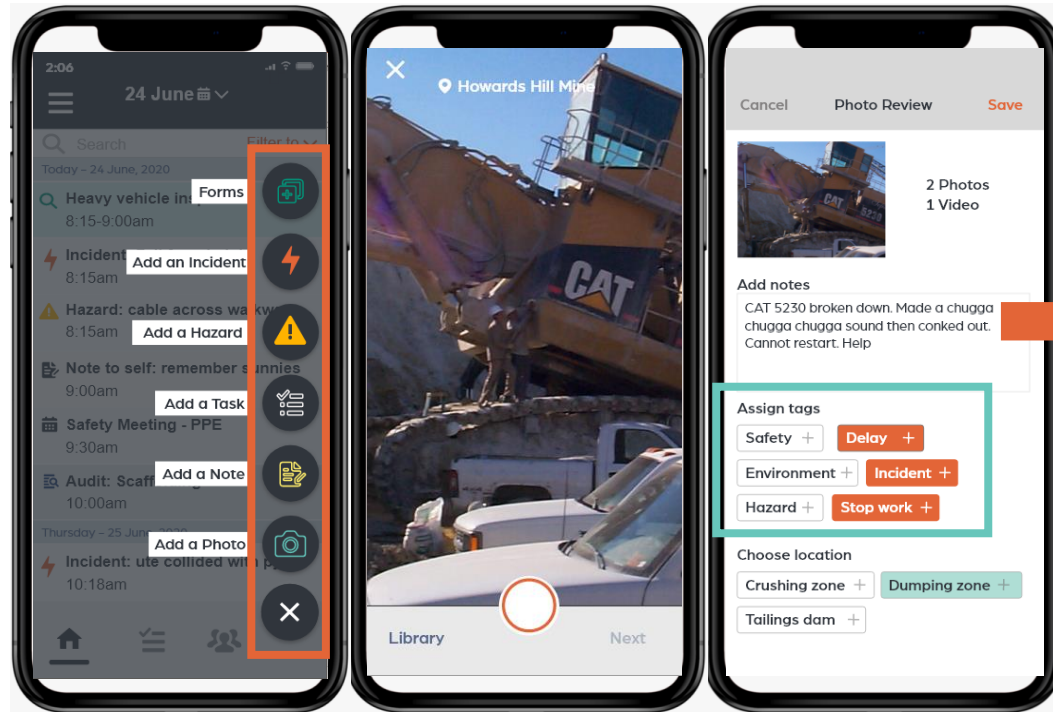 2:06
24 June
Search
Filter to
Today - 24 June, 2020
Forms
Heavy vehicle
8:15-9:00am
Incident
Add an Incident
8:15am
Hazard: cable across
8:15am
Add a Hazard
Note to self: remember sunnies
9:00am
Add a Task
Safety Meeting - PPE
9:30am
Add a Note
Audit:
10:00am
Thursday - 25 June, 2020
Add a Photo
Incident: ute collided with
10:18am
Howards Hill Mine
CAT
Library
Next
Cancel
Photo Review
Save
CAT 5230
2 Photos
1 Video
Add notes
CAT 5230 broken down. Made a chugga
chugga chugga sound then conked out.
Cannot restart. Help
Assign tags
Safety +
Delay +
Environment +
Incident +
Hazard +
Stop work +
Choose location
Crushing zone +
Dumping zone +
Tailings dam +